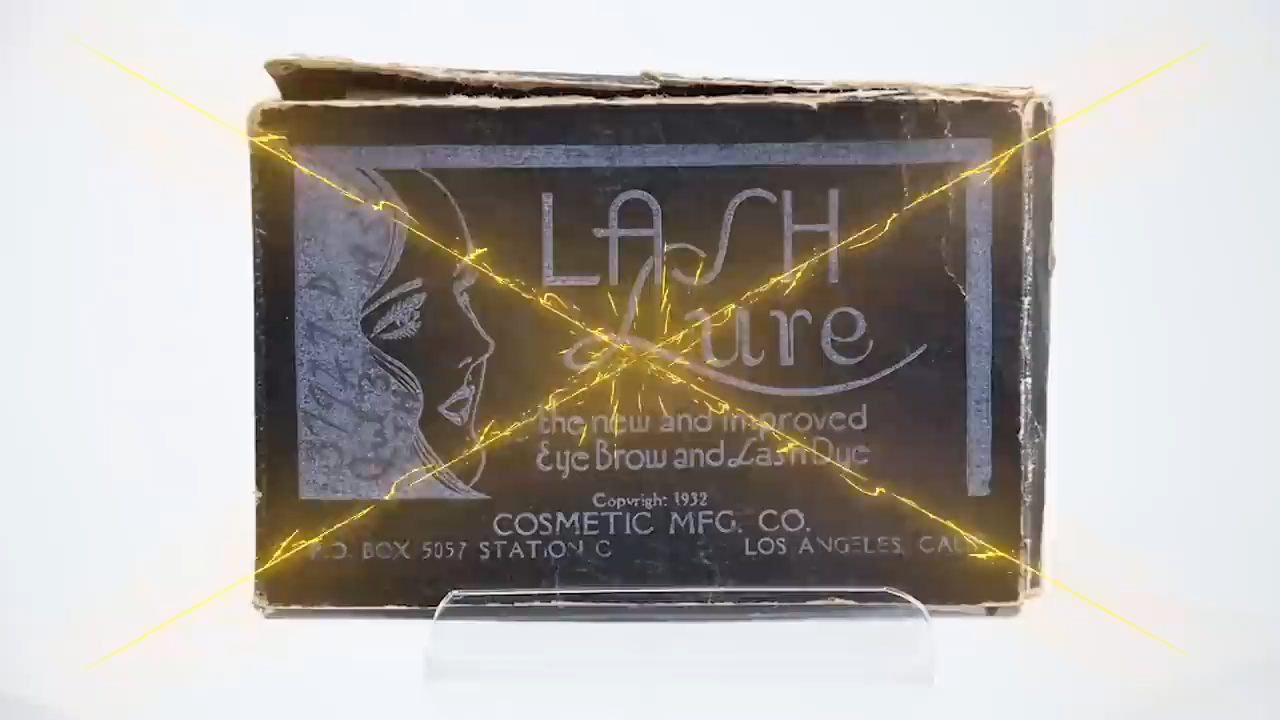 LASH
Lure
the new and improved
Eye Brow and Lash Dye
Copyright 1932
COSMETIC MFG. CO.
P.O. BOX 5057 STATION C LOS ANGELES, CALIF.